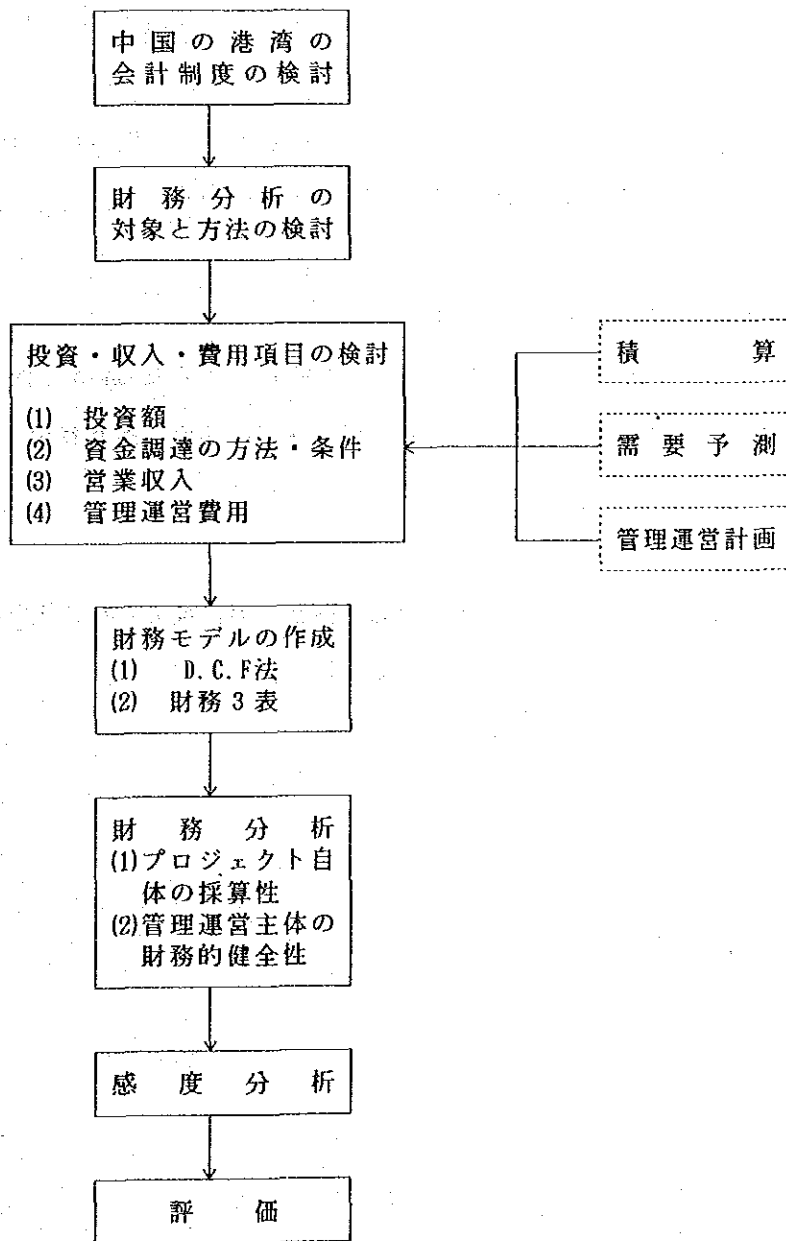 中国の港湾の
会計制度の検討
財務分析の
対象と方法の検討
投資・収入・費用項目の検討
(1) 投資額
(2) 資金調達の方法・条件
(3) 営業収入
(4) 管理運営費用
積算
需要予測
管理運営計画
財務モデルの作成
(1) D.C.F法
(2) 財務3表
財務分析
(1)プロジェクト自
体の採算性
(2)管理運営主体の
財務的健全性
感度分析
評価